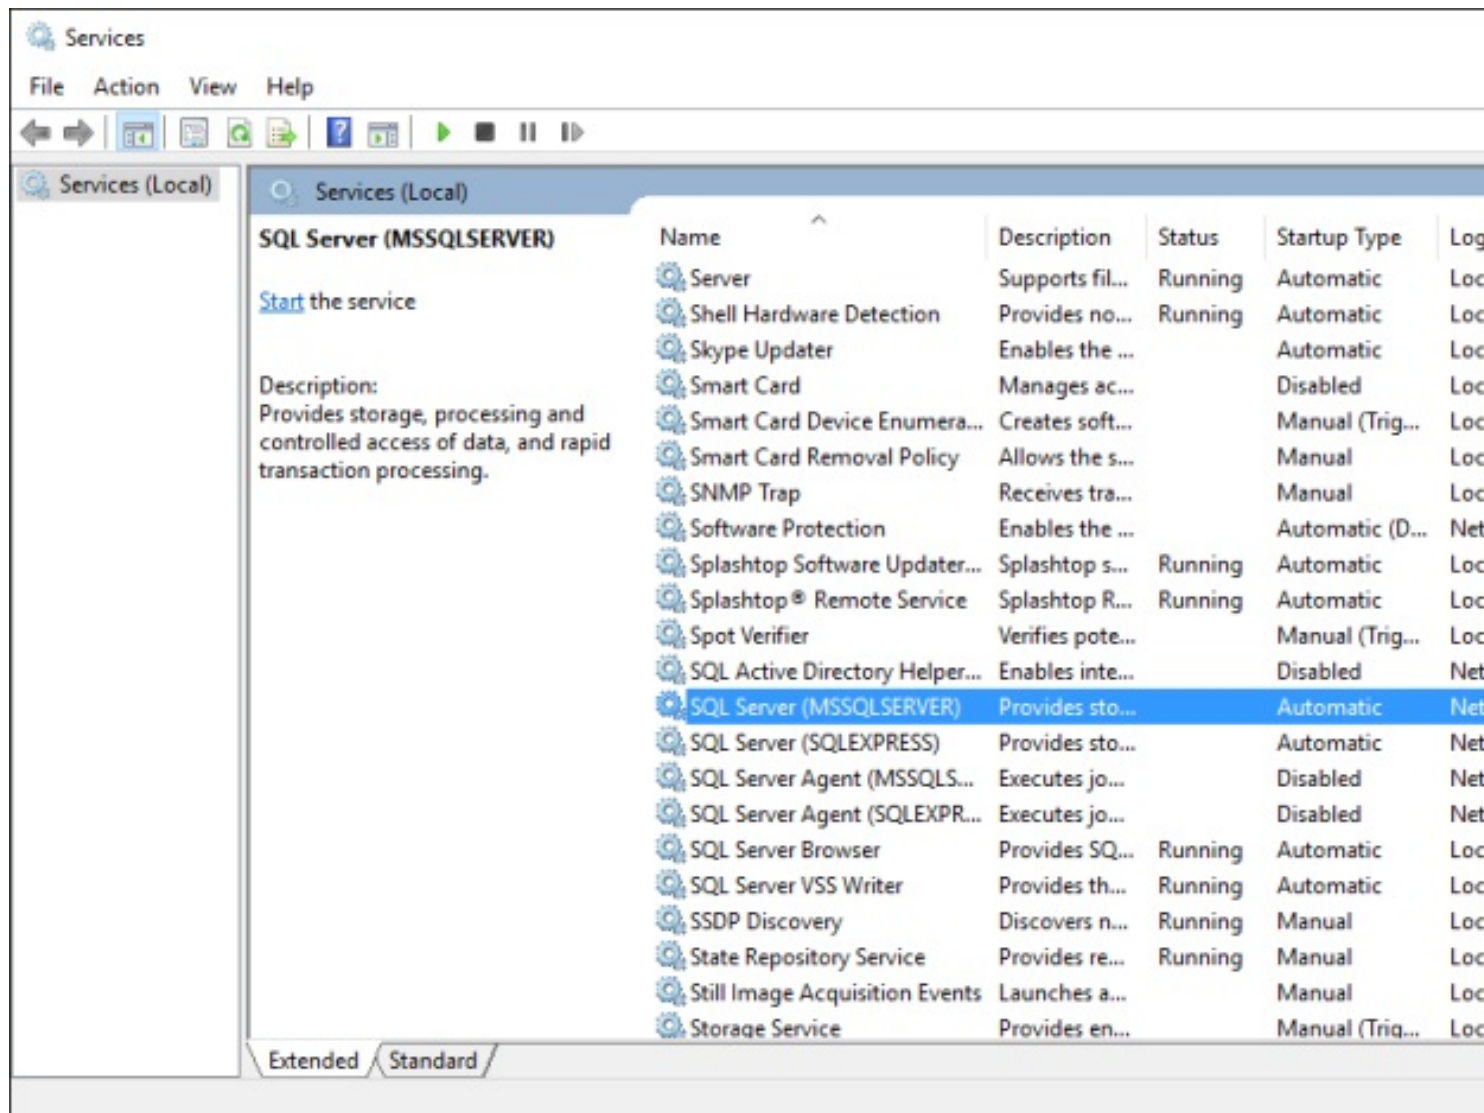 Services
File Action View Help
Services (Local)
Services (Local)
SQL Server (MSSQLSERVER)
Start the service
Description:
Provides storage, processing and
controlled access of data, and rapid
transaction processing.
Name Description Status Startup Type Log
Server Supports fil... Running Automatic Loc
Shell Hardware Detection Provides no... Running Automatic Loc
Skype Updater Enables the ... Automatic Loc
Smart Card Manages ac... Disabled Loc
Smart Card Device Enumera... Creates soft... Manual (Trig... Loc
Smart Card Removal Policy Allows the s... Manual Loc
SNMP Trap Receives tra... Manual Loc
Software Protection Enables the ... Automatic (D... Net
Splashtop Software Updater... Splashtop s... Running Automatic Loc
Splashtop® Remote Service Splashtop R... Running Automatic Loc
Spot Verifier Verifies pote... Manual (Trig... Loc
SQL Active Directory Helper... Enables inte... Disabled Net
SQL Server (MSSQLSERVER) Provides sto... Automatic Net
SQL Server (SQLEXPRESS) Provides sto... Automatic Net
SQL Server Agent (MSSQLS... Executes jo... Disabled Net
SQL Server Agent (SQLEXPR... Executes jo... Disabled Net
SQL Server Browser Provides SQ... Running Automatic Loc
SQL Server VSS Writer Provides th... Running Automatic Loc
SSDP Discovery Discovers n... Running Manual Loc
State Repository Service Provides re... Running Manual Loc
Still Image Acquisition Events Launches a... Manual Loc
Storage Service Provides en... Manual (Trig... Loc
Extended Standard